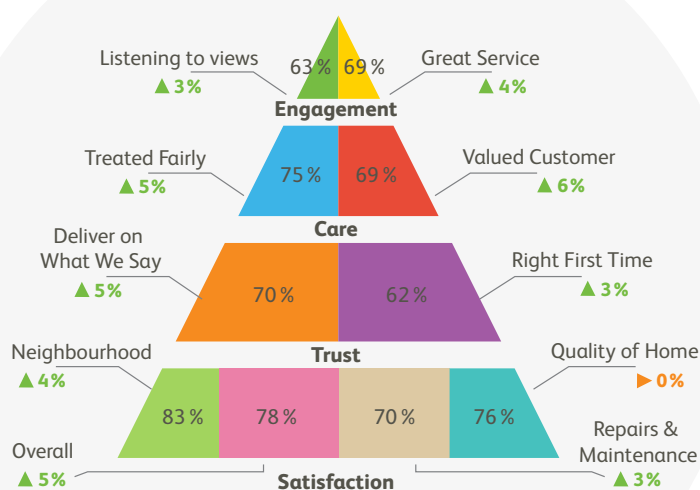 Listening to views
▲ 3%
63 %
69 %
Great Service
▲ 4%
Engagement
Treated Fairly
▲ 5%
75 %
69 %
Valued Customer
▲ 6%
Care
Deliver on
What We Say
▲ 5%
70 %
62 %
Right First Time
▲ 3%
Trust
Neighbourhood
▲ 4%
83 %
78 %
70 %
76 %
Quality of Home
▶ 0%
Overall
▲ 5%
Repairs &
Maintenance
▲ 3%
Satisfaction